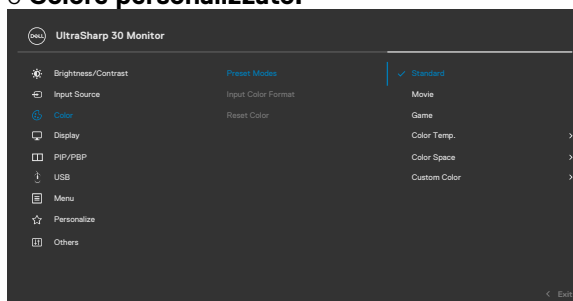 o Colore personalizzato.
DELL UltraSharp 30 Monitor
Brightness/Contrast Preset Modes Standard
Input Source Input Color Format Movie
Color Reset Color Game
Display Color Temp.
PIP/PBP Color Space
USB Custom Color
Menu
Personalize
Others
Exit